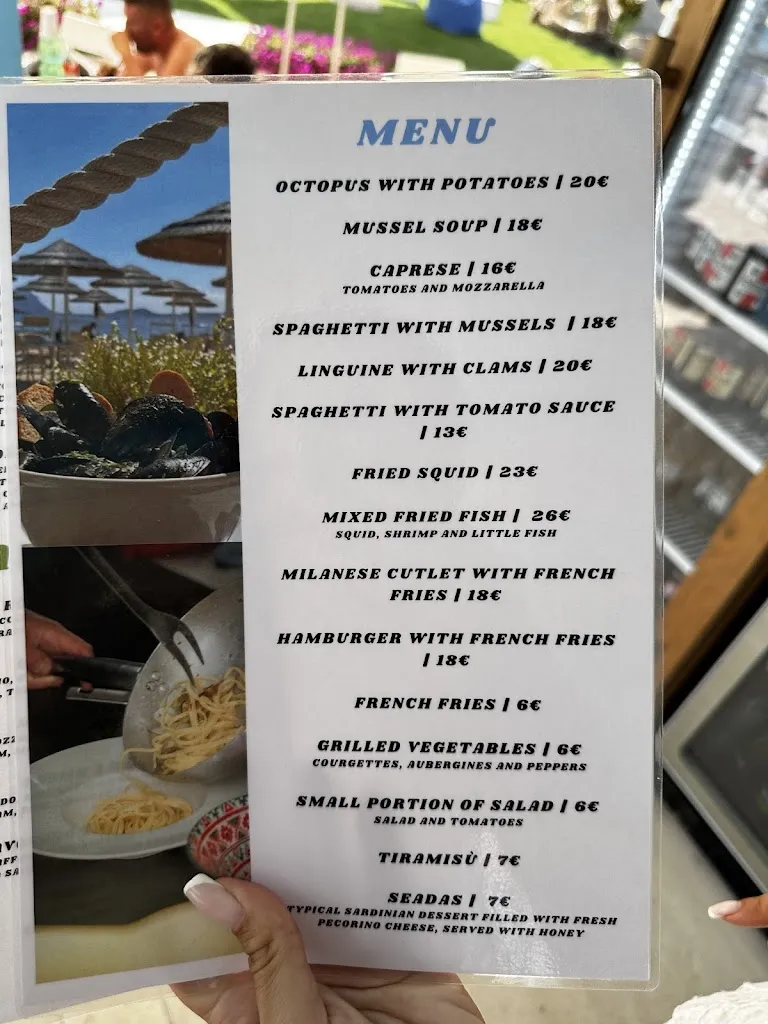 MENU
OCTOPUS WITH POTATOES | 20€
MUSSEL SOUP | 18€
CAPRESE | 16€
TOMATOES AND MOZZARELLA
SPAGHETTI WITH MUSSELS | 18€
LINGUINE WITH CLAMS | 20€
SPAGHETTI WITH TOMATO SAUCE
| 13€
FRIED SQUID | 23€
MIXED FRIED FISH | 26€
SQUID, SHRIMP AND LITTLE FISH
MILANESE CUTLET WITH FRENCH
FRIES | 18€
HAMBURGER WITH FRENCH FRIES
| 18€
FRENCH FRIES | 6€
GRILLED VEGETABLES | 6€
COURGETTES, AUBERGINES AND PEPPERS
SMALL PORTION OF SALAD | 6€
SALAD AND TOMATOES
TIRAMISÙ | 7€
SEADAS | 7€
TYPICAL SARDINIAN DESSERT FILLED WITH FRESH
PECORINO CHEESE, SERVED WITH HONEY